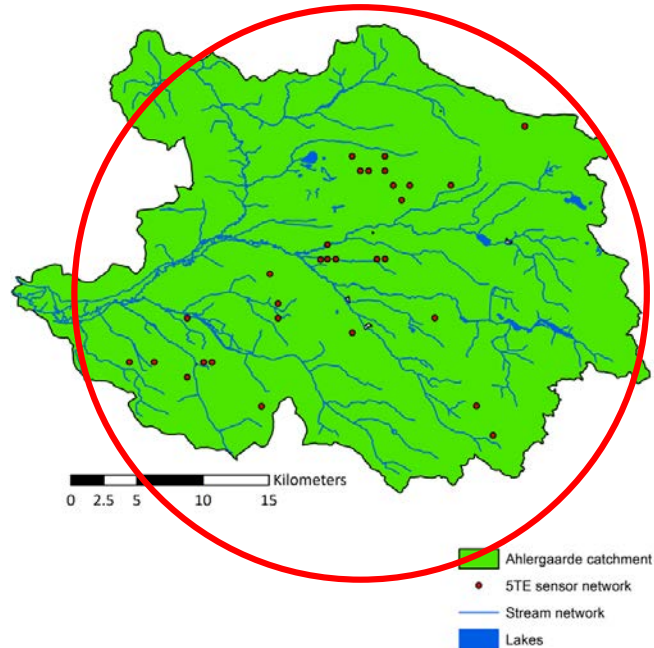 Kilometers
0 2.5 5 10 15
Ahlergaarde catchment
5TE sensor network
Stream network
Lakes